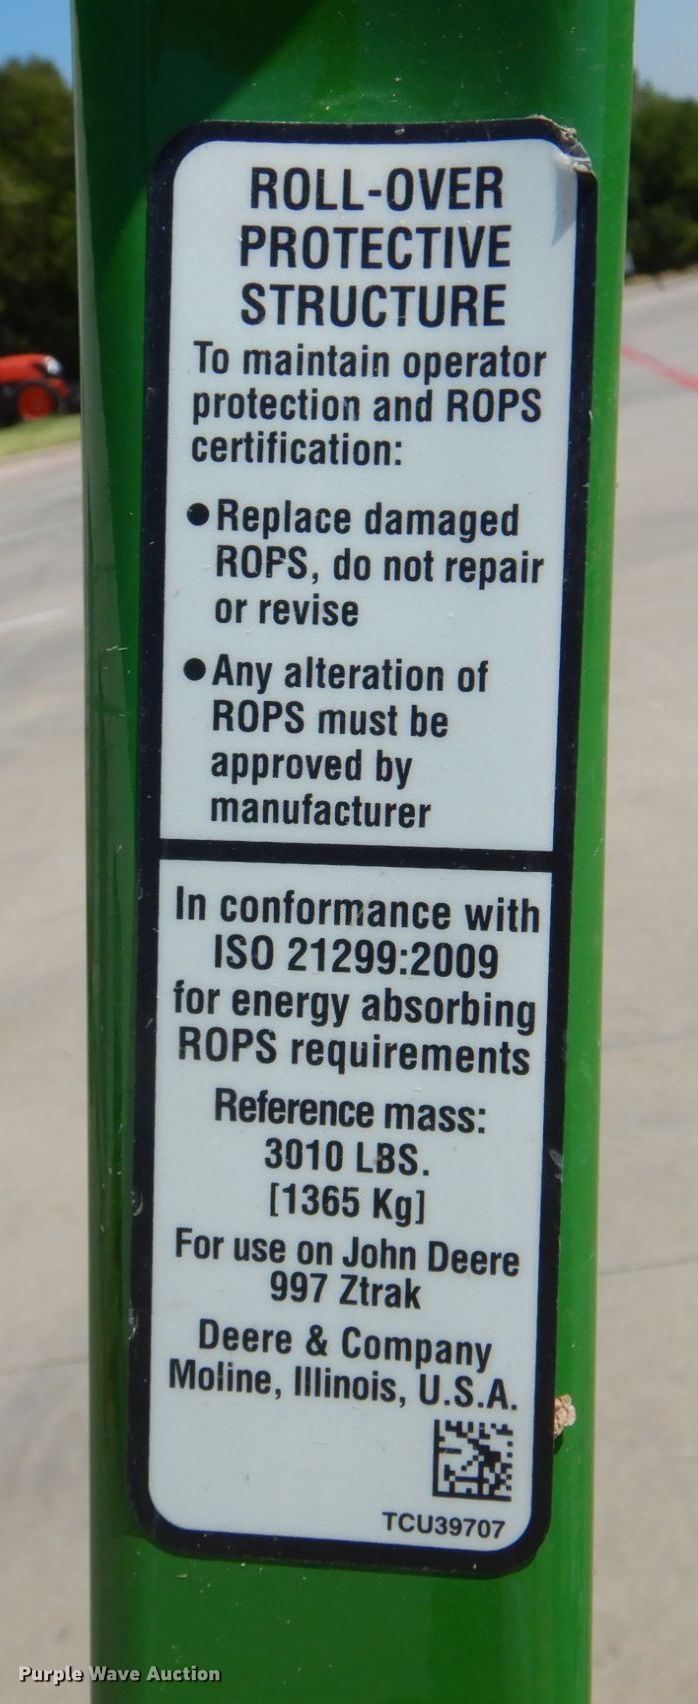 ROLL-OVER
PROTECTIVE
STRUCTURE
To maintain operator
protection and ROPS
certification:
● Replace damaged
ROPS, do not repair
or revise
● Any alteration of
ROPS must be
approved by
manufacturer
In conformance with
ISO 21299:2009
for energy absorbing
ROPS requirements
Reference mass:
3010 LBS.
[1365 Kg]
For use on John Deere
997 Ztrak
Deere & Company
Moline, Illinois, U.S.A.
TCU39707
Purple Wave Auction